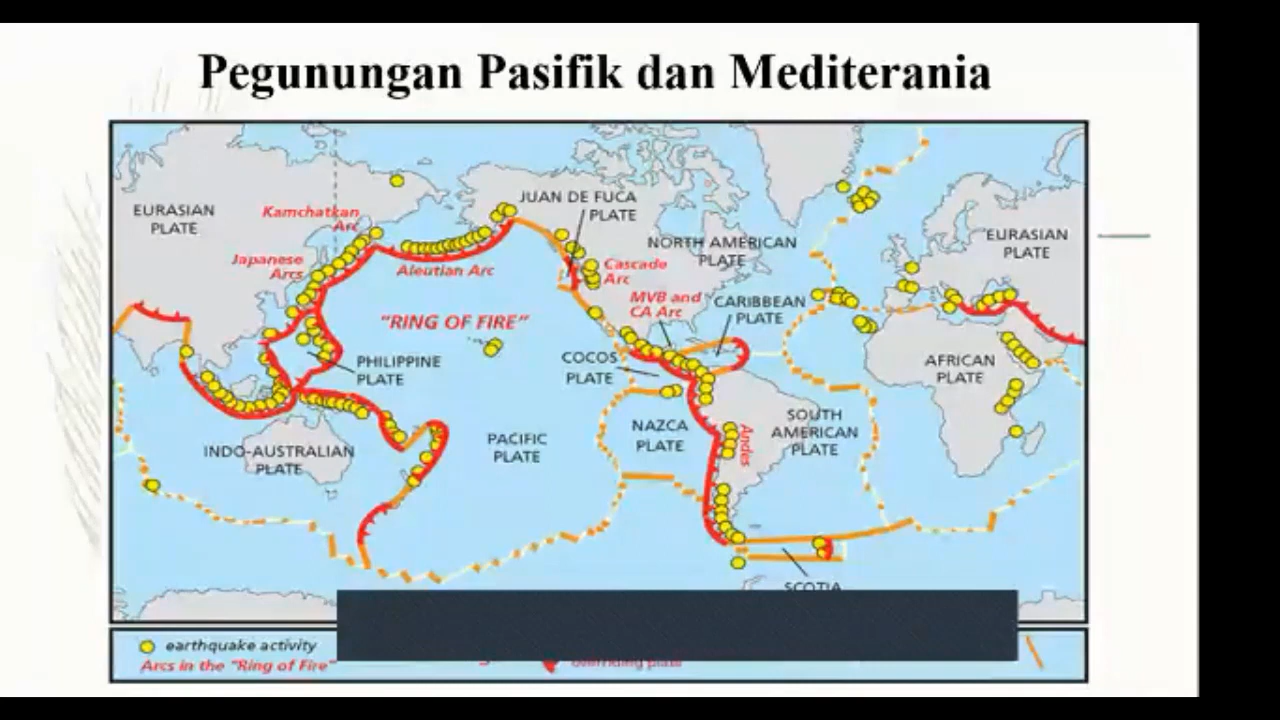 Pegunungan Pasifik dan Mediterania
EURASIAN
PLATE
Kamchatkan
Arc
Japanese
Arcs
Aleutian Arc
JUAN DE FUCA
PLATE
NORTH AMERICAN
PLATE
EURASIAN
PLATE
Cascade
Arc
MVB and
CA Arc
CARIBBEAN
PLATE
"RING OF FIRE"
PHILIPPINE
PLATE
COCOS
PLATE
AFRICAN
PLATE
INDO-AUSTRALIAN
PLATE
PACIFIC
PLATE
NAZCA
PLATE
Andes
SOUTH
AMERICAN
PLATE
SCOTIA
earthquake activity
Arcs in the "Ring of Fire"
overriding plate